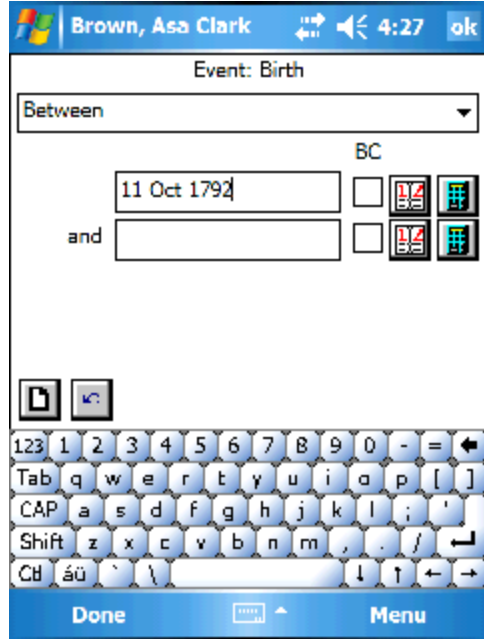 Brown, Asa Clark 4:27 ok
Event: Birth
Between
BC
11 Oct 1792
and
123 1 2 3 4 5 6 7 8 9 0 - =
Tab q w e r t y u i o p [ ]
CAP a s d f g h j k l ; '
Shift z x c v b n m , . /
Ctl áü ` \
Done Menu